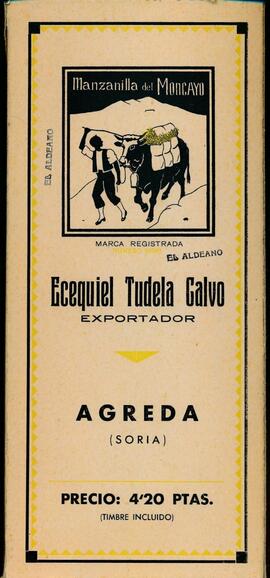 Manzanilla del MONCAYO
EL ALDEANO
MARCA REGISTRADA
EL ALDEANO
Ecequiel Tudela Calvo
EXPORTADOR
AGREDA
(SORIA)
PRECIO: 4'20 PTAS.
(TIMBRE INCLUIDO)